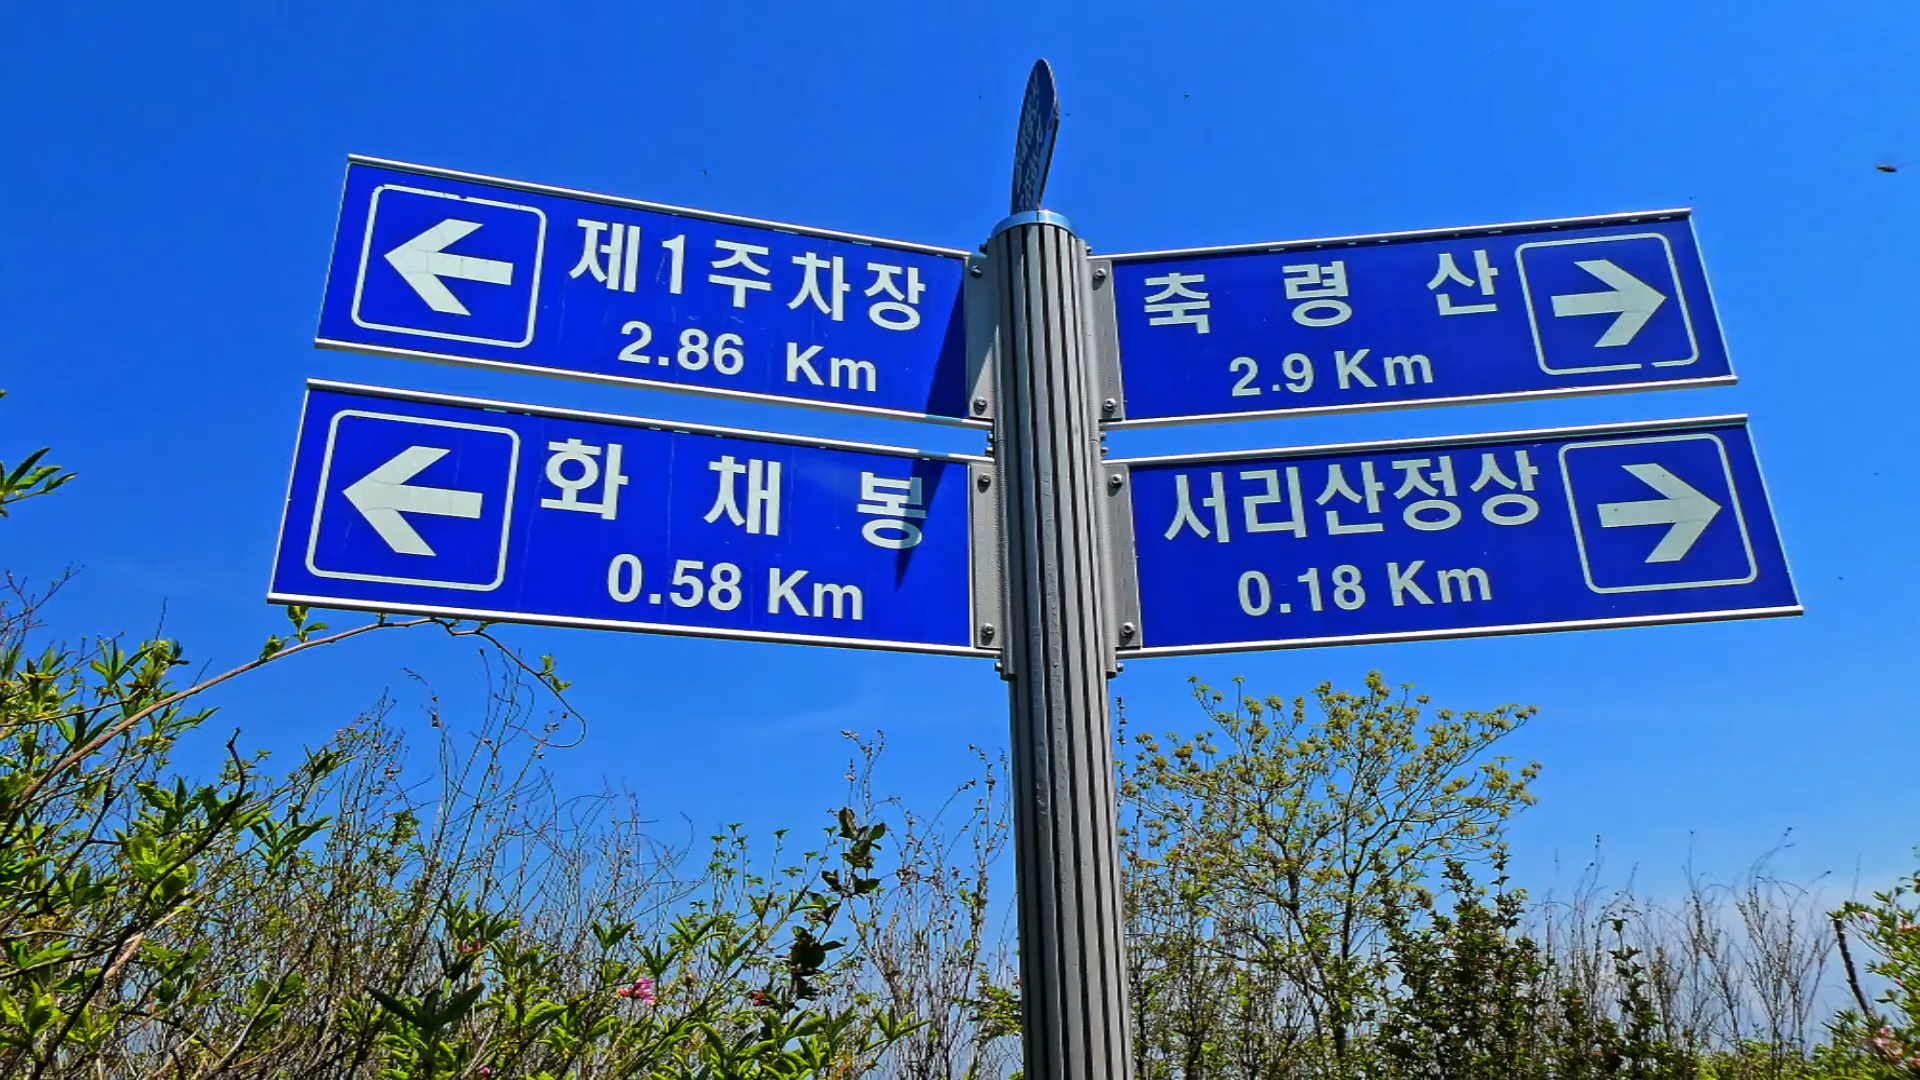 제1주차장
2.86 Km
화 채 봉
0.58 Km
축 령 산
2.9 Km
서리산정상
0.18 Km